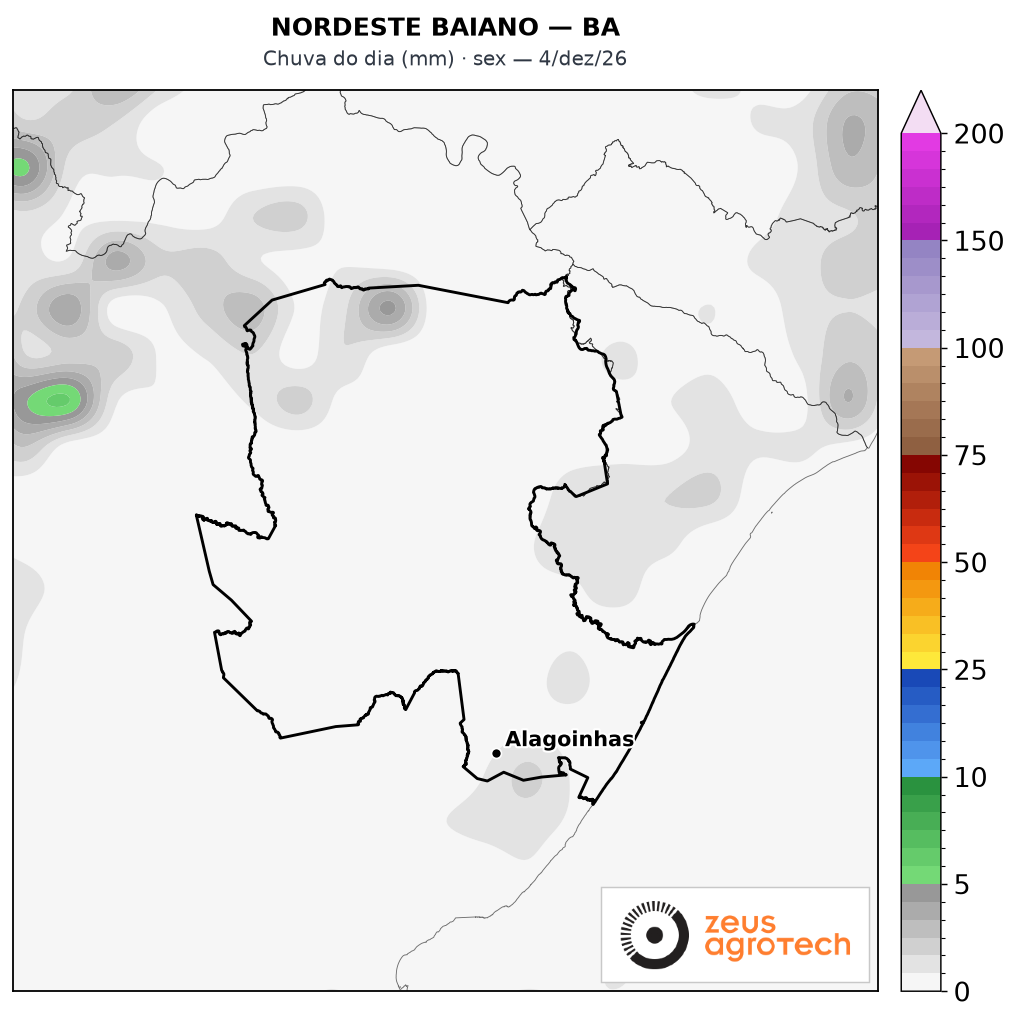 NORDESTE BAIANO — BA
Chuva do dia (mm) · sex — 4/dez/26
200
150
100
75
50
25
10
5
0
Alagoinhas
zeus
agrotech